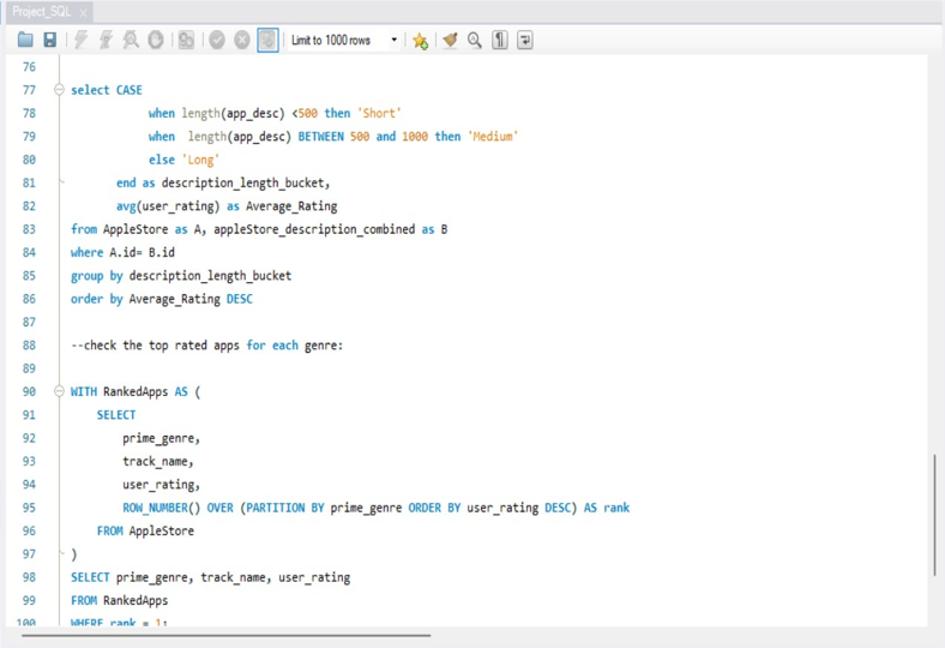 Project_SQL x
Limit to 1000 rows
76
77 select CASE
78 when length(app_desc) <500 then 'Short'
79 when  length(app_desc) BETWEEN 500 and 1000 then 'Medium'
80 else 'Long'
81 end as description_length_bucket,
82 avg(user_rating) as Average_Rating
83 from AppleStore as A, appleStore_description_combined as B
84 where A.id= B.id
85 group by description_length_bucket
86 order by Average_Rating DESC
87
88 --check the top rated apps for each genre:
89
90 WITH RankedApps AS (
91 SELECT
92 prime_genre,
93 track_name,
94 user_rating,
95 ROW_NUMBER() OVER (PARTITION BY prime_genre ORDER BY user_rating DESC) AS rank
96 FROM AppleStore
97 )
98 SELECT prime_genre, track_name, user_rating
99 FROM RankedApps
100 WHERE rank = 1;